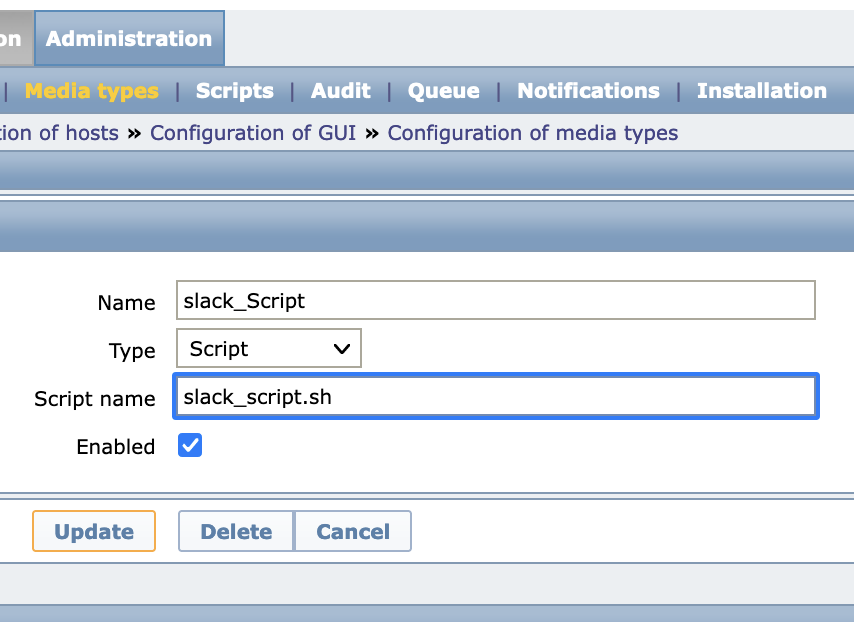 on Administration
| Media types | Scripts | Audit | Queue | Notifications | Installation
tion of hosts » Configuration of GUI » Configuration of media types
Name slack_Script
Type Script
Script name slack_script.sh
Enabled
Update Delete Cancel